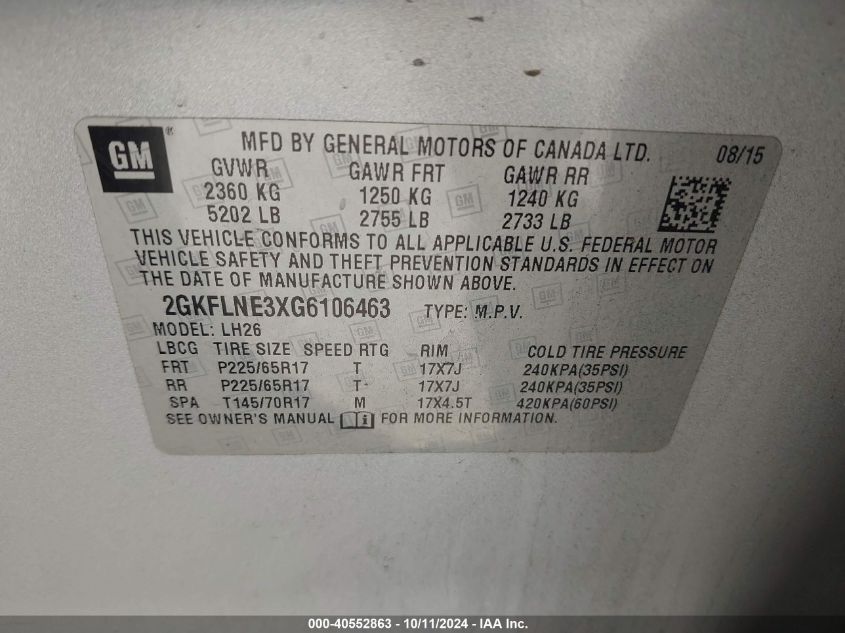 GM®
MFD BY GENERAL MOTORS OF CANADA LTD. 08/15
GVWR GAWR FRT GAWR RR
2360 KG 1250 KG 1240 KG
5202 LB 2755 LB 2733 LB
THIS VEHICLE CONFORMS TO ALL APPLICABLE U.S. FEDERAL MOTOR
VEHICLE SAFETY AND THEFT PREVENTION STANDARDS IN EFFECT ON
THE DATE OF MANUFACTURE SHOWN ABOVE.
2GKFLNE3XG6106463 TYPE: M.P.V.
MODEL: LH26
LBCG TIRE SIZE SPEED RTG RIM COLD TIRE PRESSURE
FRT P225/65R17 T 17X7J 240KPA(35PSI)
RR P225/65R17 T 17X7J 240KPA(35PSI)
SPA T145/70R17 M 17X4.5T 420KPA(60PSI)
SEE OWNER'S MANUAL FOR MORE INFORMATION.
000-40552863 - 10/11/2024 - IAA Inc.